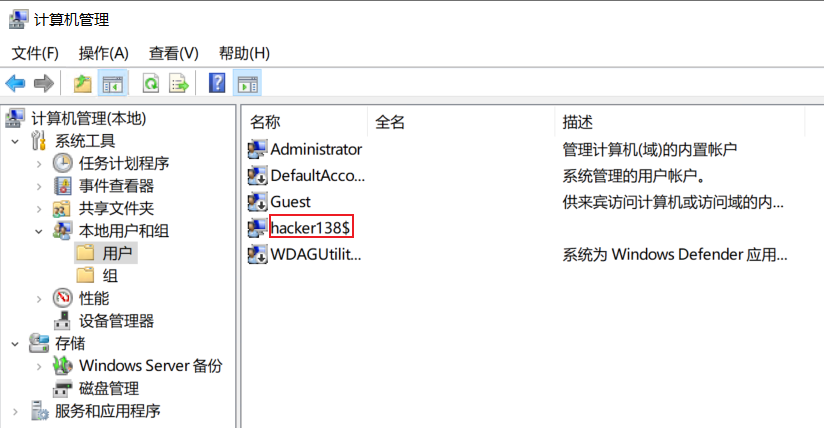 计算机管理
文件(F) 操作(A) 查看(V) 帮助(H)
计算机管理(本地)
系统工具
任务计划程序
事件查看器
共享文件夹
本地用户和组
用户
组
性能
设备管理器
存储
Windows Server 备份
磁盘管理
服务和应用程序
名称 全名 描述
Administrator 管理计算机(域)的内置帐户
DefaultAcco... 系统管理的用户帐户。
Guest 供来宾访问计算机或访问域的内...
hacker138$
WDAGUtilit... 系统为 Windows Defender 应用...